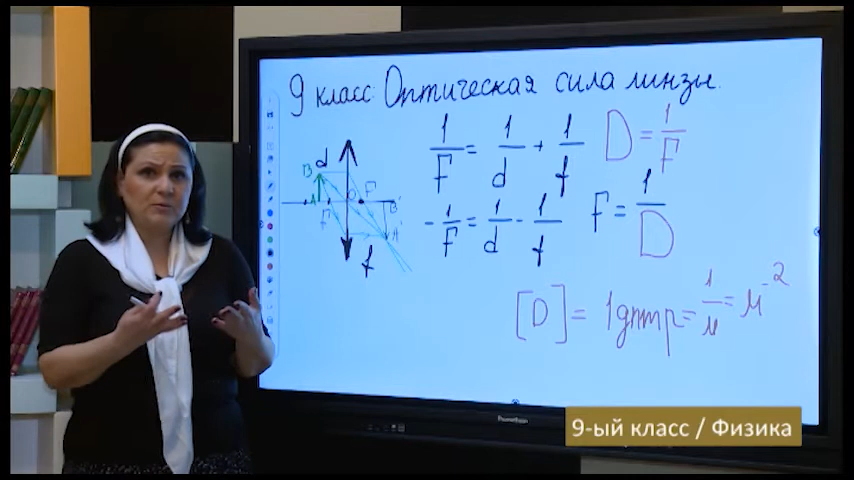 9 класс: Оптическая сила линзы.
1/F = 1/d + 1/f
D = 1/F
-1/F = 1/d - 1/f
F = 1/D
[D] = 1дптр = 1/м = м⁻²
B d
A F O F B'
A'
f
Promethean
9-ый класс / Физика